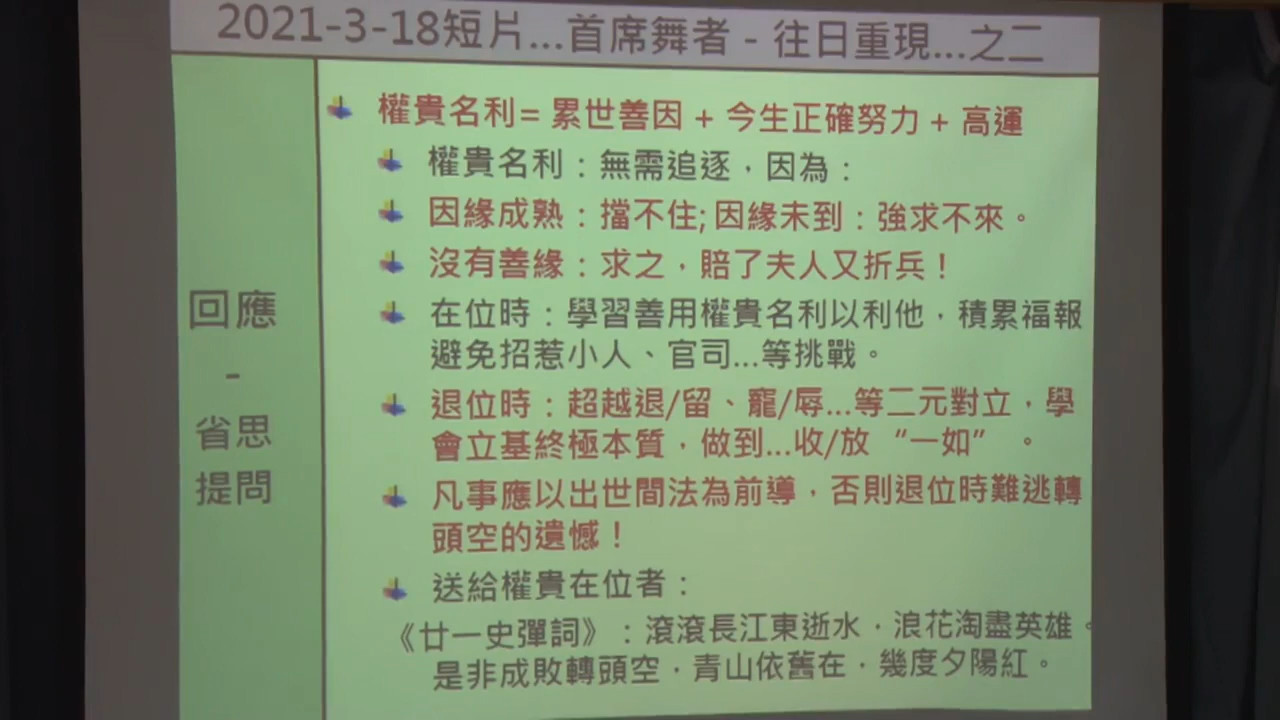 2021-3-18短片...首席舞者 - 往日重現...之二
權貴名利= 累世善因 + 今生正確努力 + 高運
權貴名利：無需追逐，因為：
因緣成熟：擋不住; 因緣未到：強求不來。
沒有善緣：求之，賠了夫人又折兵！
在位時：學習善用權貴名利以利他，積累福報
避免招惹小人、官司...等挑戰。
退位時：超越退/留、寵/辱...等二元對立，學
會立基終極本質，做到...收/放 “一如” 。
凡事應以出世間法為前導，否則退位時難逃轉
頭空的遺憾！
送給權貴在位者：
《廿一史彈詞》：滾滾長江東逝水，浪花淘盡英雄。
是非成敗轉頭空，青山依舊在，幾度夕陽紅。
回應
-
省思
提問